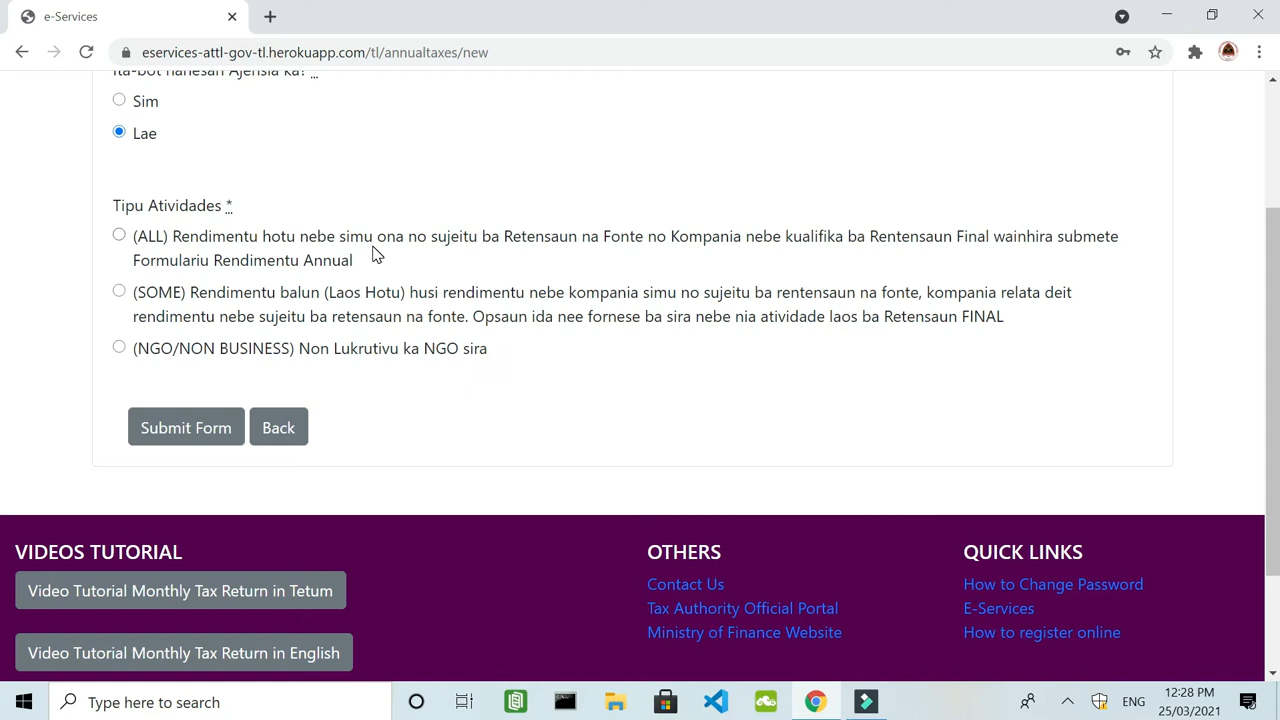 e-Services
eservices-attl-gov-tl.herokuapp.com/tl/annualtaxes/new
Ita-bot hanesan Ajensia ka? *
Sim
Lae
Tipu Atividades *
(ALL) Rendimentu hotu nebe simu ona no sujeitu ba Retensaun na Fonte no Kompania nebe kualifika ba Rentensaun Final wainhira submete
Formulariu Rendimentu Annual
(SOME) Rendimentu balun (Laos Hotu) husi rendimentu nebe kompania simu no sujeitu ba rentensaun na fonte, kompania relata deit
rendimentu nebe sujeitu ba retensaun na fonte. Opsaun ida nee fornese ba sira nebe nia atividade laos ba Retensaun FINAL
(NGO/NON BUSINESS) Non Lukrutivu ka NGO sira
Submit Form Back
VIDEOS TUTORIAL OTHERS QUICK LINKS
Video Tutorial Monthly Tax Return in Tetum
Contact Us How to Change Password
Tax Authority Official Portal E-Services
Ministry of Finance Website How to register online
Video Tutorial Monthly Tax Return in English
Type here to search
ENG
12:28 PM
25/03/2021